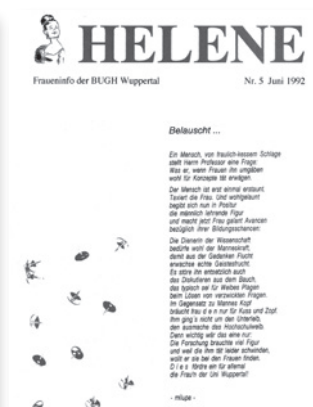 HELENE
Fraueninfo der BUGH Wuppertal
Nr. 5 Juni 1992
Belauscht ...
Ein Mensch, von fraulich-kessem Schlage
stellt Herrn Professor eine Frage:
Was er, wenn Frauen ihn umgäben
wohl für Konzepte tät erwägen.
Der Mensch ist erst einmal erstaunt.
Taxiert die Frau. Und wohlgelaunt
begibt sich nun in Positur
die männlich lehrende Figur
und macht jetzt Frau galant Avancen
bezüglich ihrer Bildungschancen:
Die Dienerin der Wissenschaft
bedürfe wohl der Manneskraft,
damit aus der Gedanken Flucht
erwachse echte Geistesfrucht.
Es störe ihn entsetzlich auch
das Diskutieren aus dem Bauch,
das typisch sei für Weibes Plagen
beim Lösen von verzwickten Fragen.
Im Gegensatz zu Mannes Kopf
bräucht frau d e n nur für Kuss und Zopf.
Ihm ging's nicht um den Unterleib,
den ausmache das Hochschulweib.
Denn wichtig wär das eine nur:
Die Forschung brauchte viel Figur
und weil die ihm tät leider schwinden,
wollt er sie bei den Frauen finden.
D i e s fördre ein für allemal
die Frau'n der Uni Wuppertal!
- mlupe -